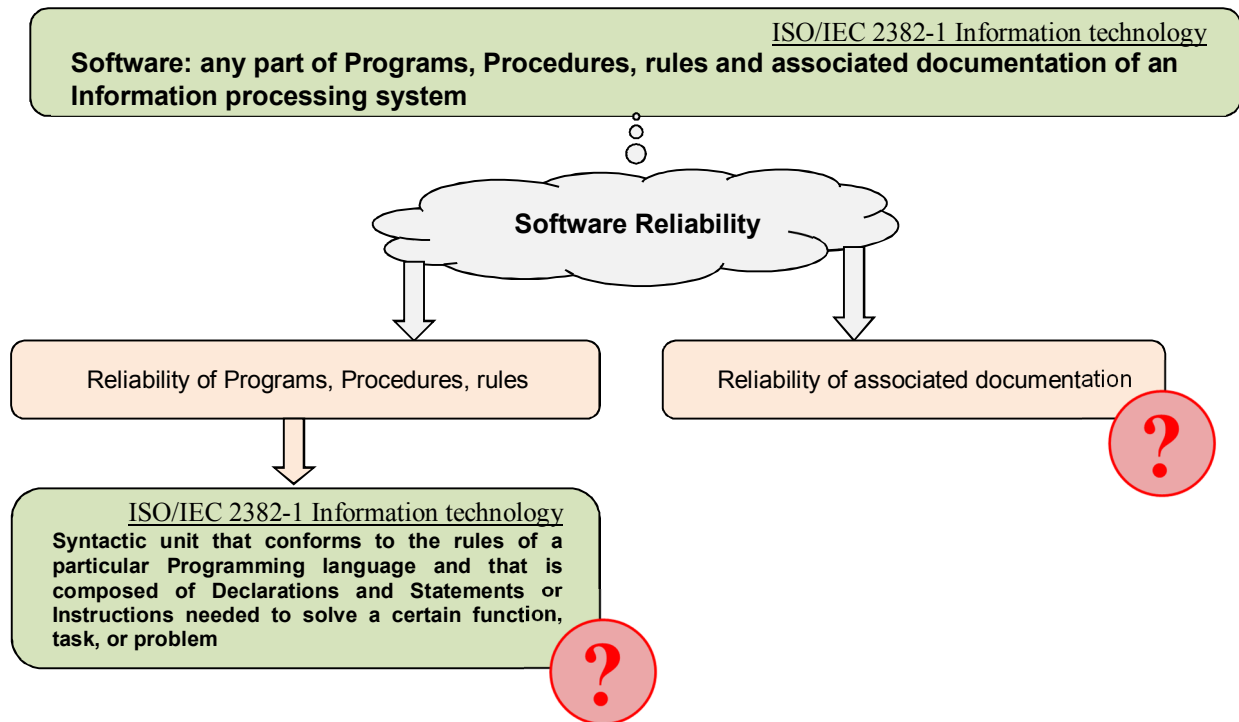 ISO/IEC 2382-1 Information technology
Software: any part of Programs, Procedures, rules and associated documentation of an
Information processing system
Software Reliability
Reliability of Programs, Procedures, rules
Reliability of associated documentation
?
ISO/IEC 2382-1 Information technology
Syntactic unit that conforms to the rules of a
particular Programming language and that is
composed of Declarations and Statements or
Instructions needed to solve a certain function,
task, or problem
?